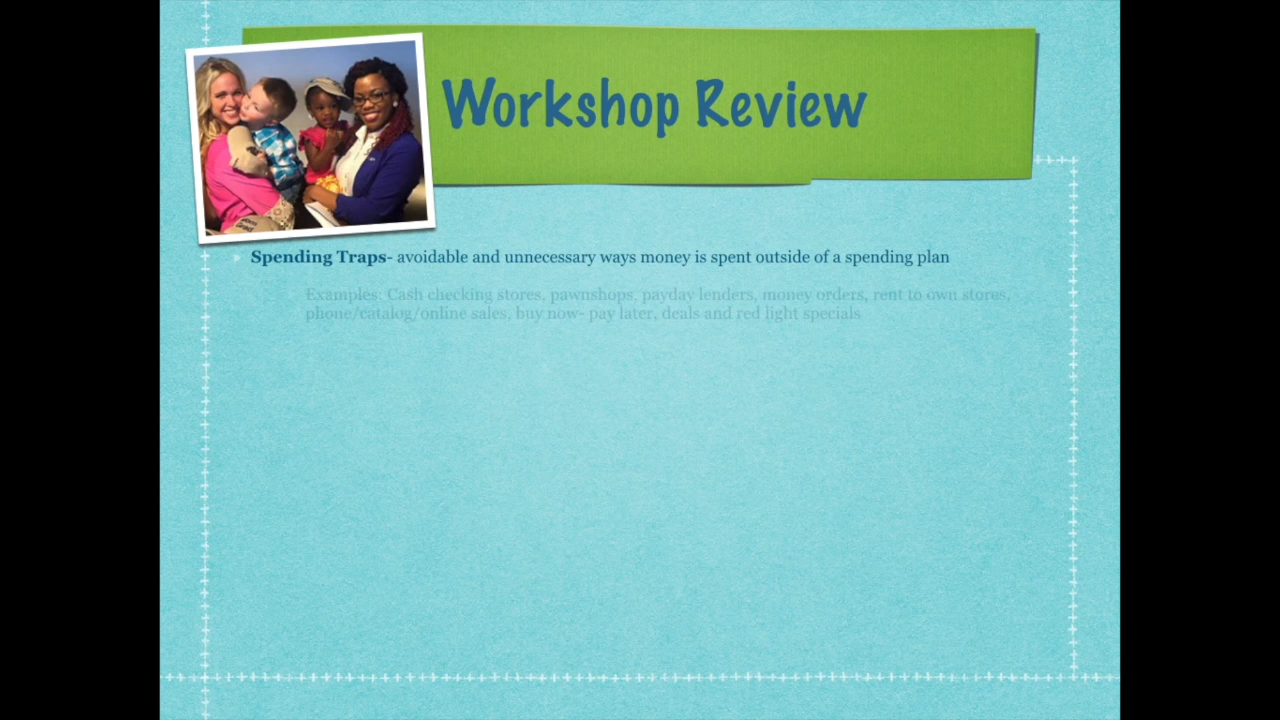 Workshop Review
Spending Traps- avoidable and unnecessary ways money is spent outside of a spending plan
Examples: Cash checking stores, pawnshops, payday lenders, money orders, rent to own stores,
phone/catalog/online sales, buy now- pay later, deals and red light specials